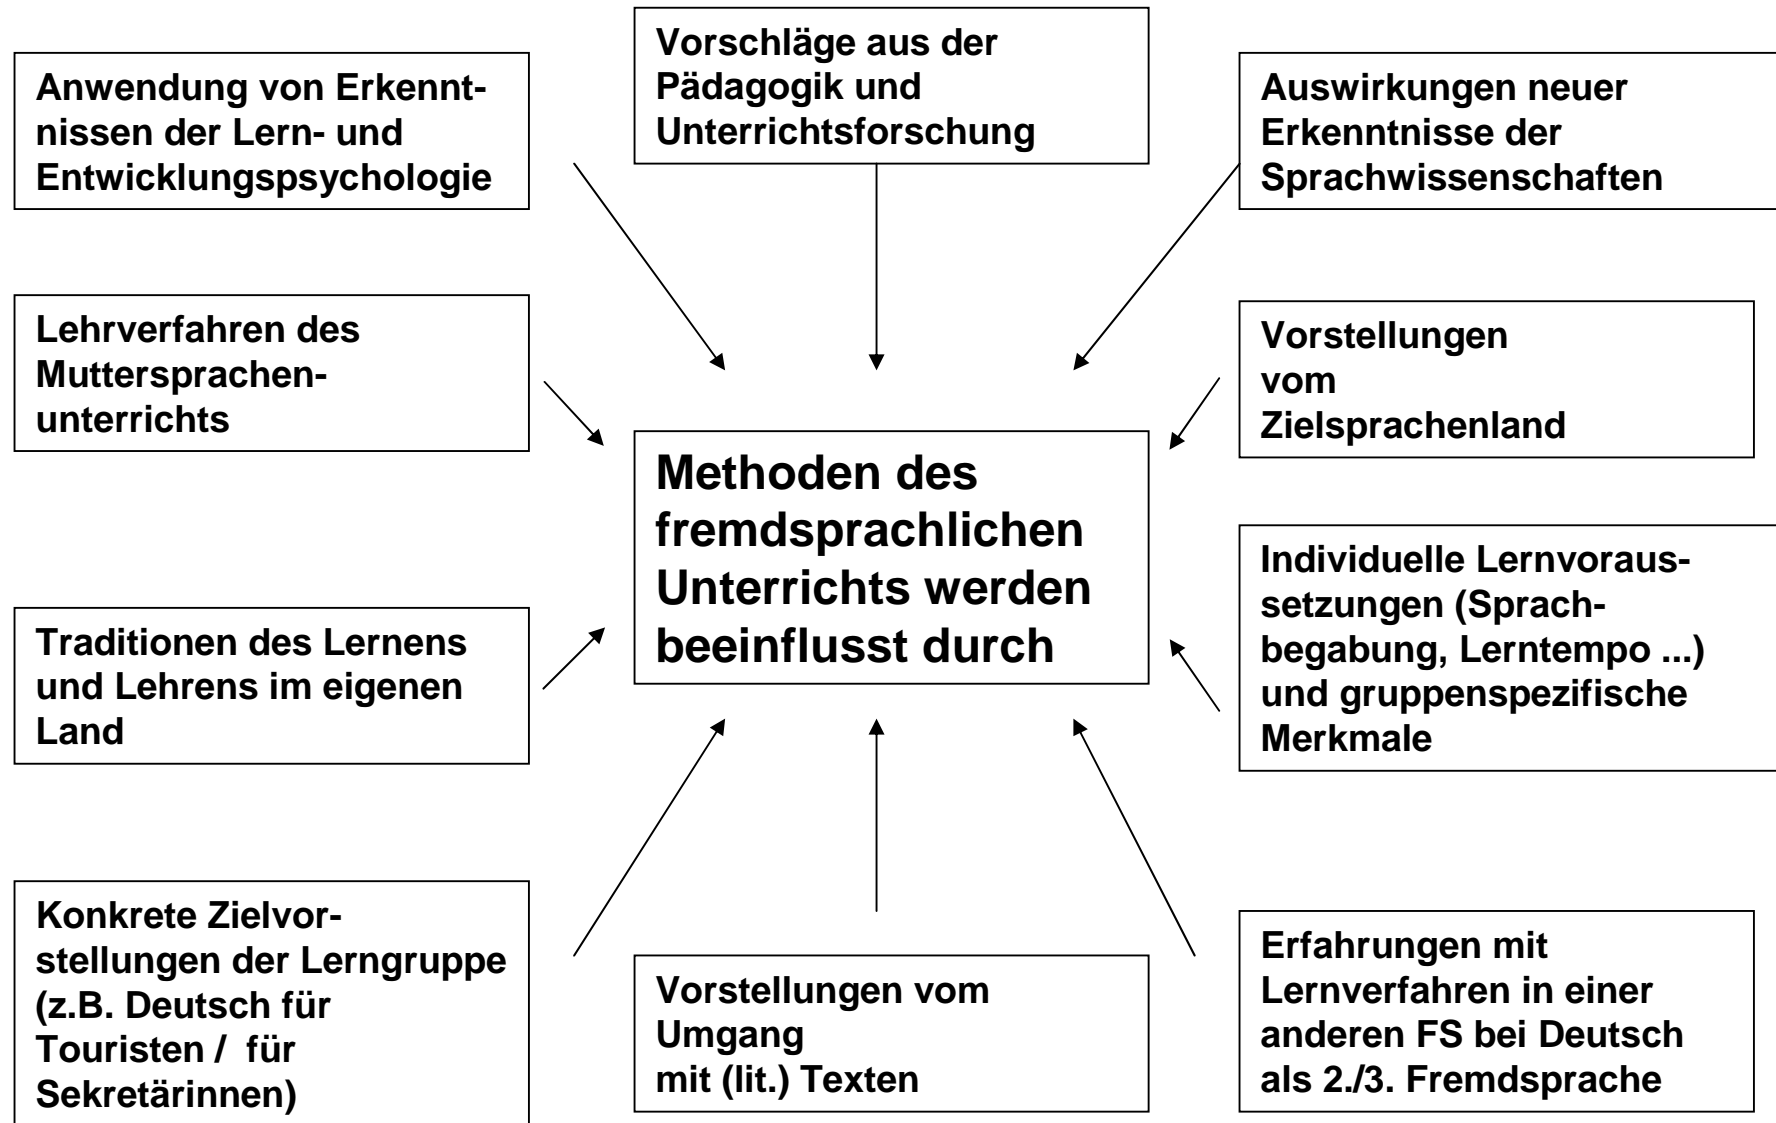 Anwendung von Erkennt-
nissen der Lern- und
Entwicklungspsychologie
Vorschläge aus der
Pädagogik und
Unterrichtsforschung
Auswirkungen neuer
Erkenntnisse der
Sprachwissenschaften
Lehrverfahren des
Muttersprachen-
unterrichts
Vorstellungen
vom
Zielsprachenland
Methoden des
fremdsprachlichen
Unterrichts werden
beeinflusst durch
Traditionen des Lernens
und Lehrens im eigenen
Land
Individuelle Lernvoraus-
setzungen (Sprach-
begabung, Lerntempo ...)
und gruppenspezifische
Merkmale
Konkrete Zielvor-
stellungen der Lerngruppe
(z.B. Deutsch für
Touristen / für
Sekretärinnen)
Vorstellungen vom
Umgang
mit (lit.) Texten
Erfahrungen mit
Lernverfahren in einer
anderen FS bei Deutsch
als 2./3. Fremdsprache